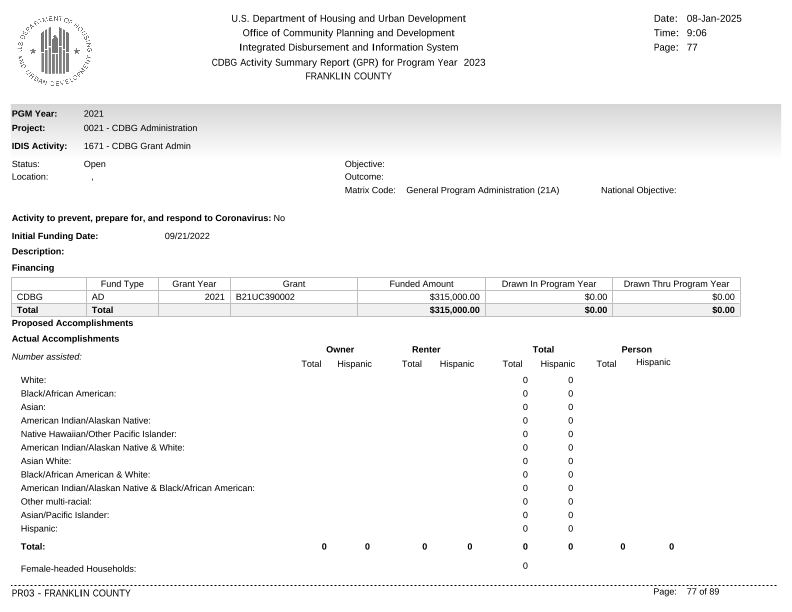 U.S. Department of Housing and Urban Development
Office of Community Planning and Development
Integrated Disbursement and Information System
CDBG Activity Summary Report (GPR) for Program Year 2023
FRANKLIN COUNTY
Date: 08-Jan-2025
Time: 9:06
Page: 77
U.S. DEPARTMENT OF HOUSING AND URBAN DEVELOPMENT
PGM Year: 2021
Project: 0021 - CDBG Administration
IDIS Activity: 1671 - CDBG Grant Admin
Status: Open Objective:
Location: , Outcome:
Matrix Code: General Program Administration (21A) National Objective:
Activity to prevent, prepare for, and respond to Coronavirus: No
Initial Funding Date: 09/21/2022
Description:
Financing
Fund Type Grant Year Grant Funded Amount Drawn In Program Year Drawn Thru Program Year
CDBG AD 2021 B21UC390002 $315,000.00 $0.00 $0.00
Total Total $315,000.00 $0.00 $0.00
Proposed Accomplishments
Actual Accomplishments
Owner Renter Total Person
Number assisted: Total Hispanic Total Hispanic Total Hispanic Total Hispanic
White: 0 0
Black/African American: 0 0
Asian: 0 0
American Indian/Alaskan Native: 0 0
Native Hawaiian/Other Pacific Islander: 0 0
American Indian/Alaskan Native & White: 0 0
Asian White: 0 0
Black/African American & White: 0 0
American Indian/Alaskan Native & Black/African American: 0 0
Other multi-racial: 0 0
Asian/Pacific Islander: 0 0
Hispanic: 0 0
Total: 0 0 0 0 0 0 0 0
Female-headed Households: 0
PR03 - FRANKLIN COUNTY Page: 77 of 89